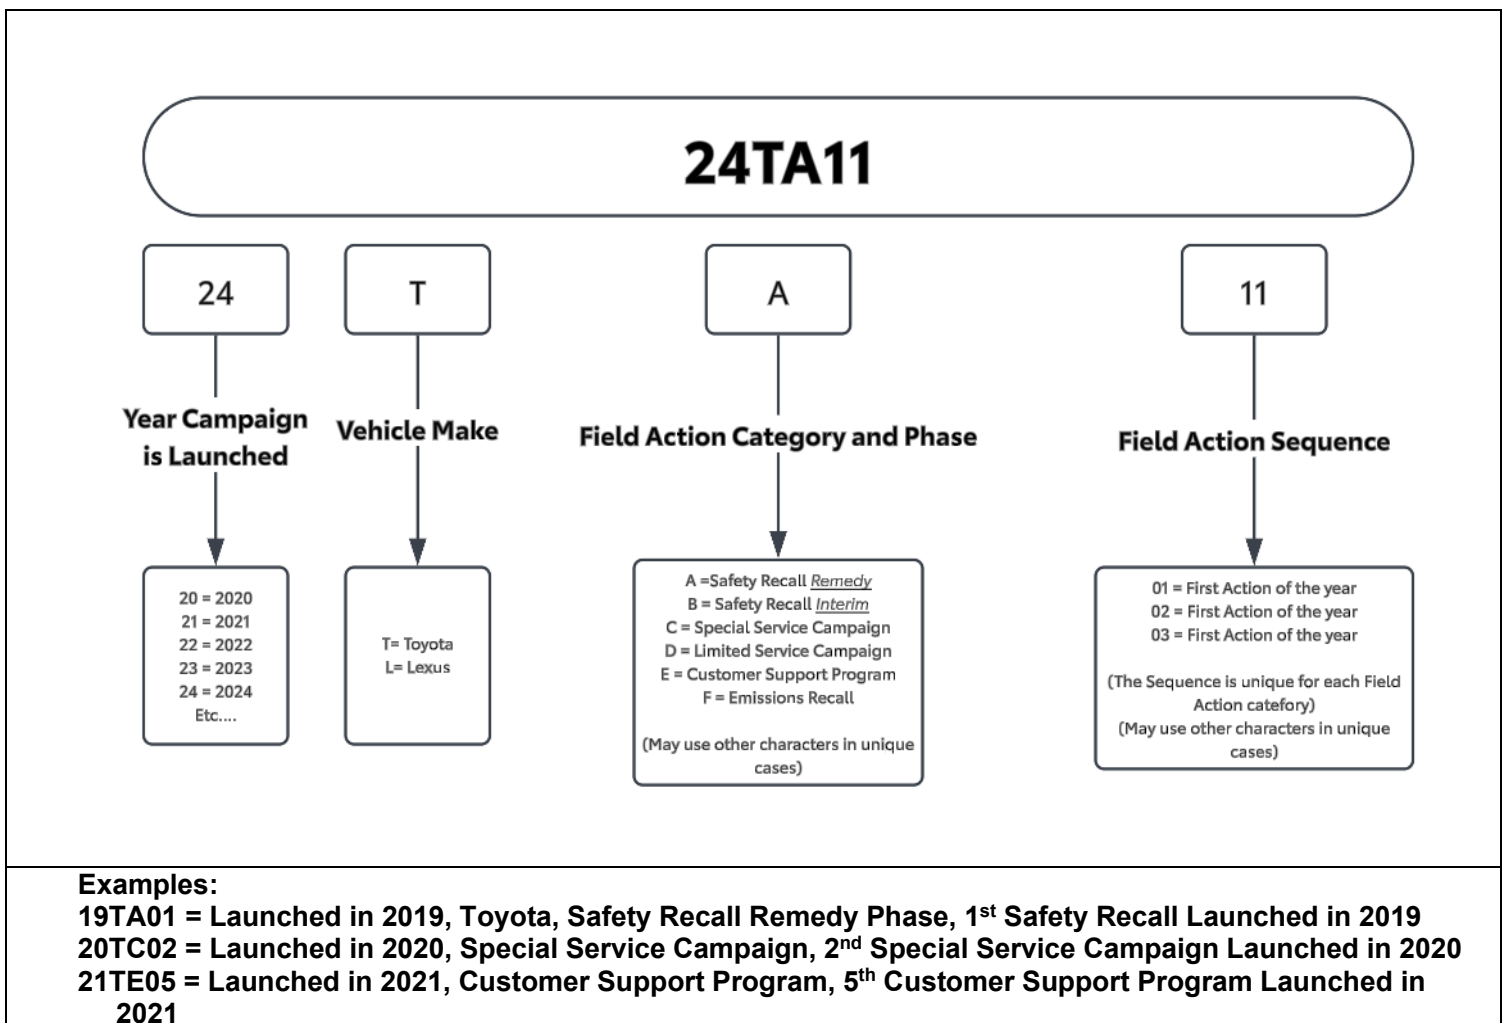 24TA11
24
T
A
11
Year Campaign
is Launched
Vehicle Make
Field Action Category and Phase
Field Action Sequence
20 = 2020
21 = 2021
22 = 2022
23 = 2023
24 = 2024
Etc....
T= Toyota
L= Lexus
A =Safety Recall Remedy
B = Safety Recall Interim
C = Special Service Campaign
D = Limited Service Campaign
E = Customer Support Program
F = Emissions Recall
(May use other characters in unique
cases)
01 = First Action of the year
02 = First Action of the year
03 = First Action of the year
(The Sequence is unique for each Field
Action catefory)
(May use other characters in unique
cases)
Examples:
19TA01 = Launched in 2019, Toyota, Safety Recall Remedy Phase, 1st Safety Recall Launched in 2019
20TC02 = Launched in 2020, Special Service Campaign, 2nd Special Service Campaign Launched in 2020
21TE05 = Launched in 2021, Customer Support Program, 5th Customer Support Program Launched in
2021